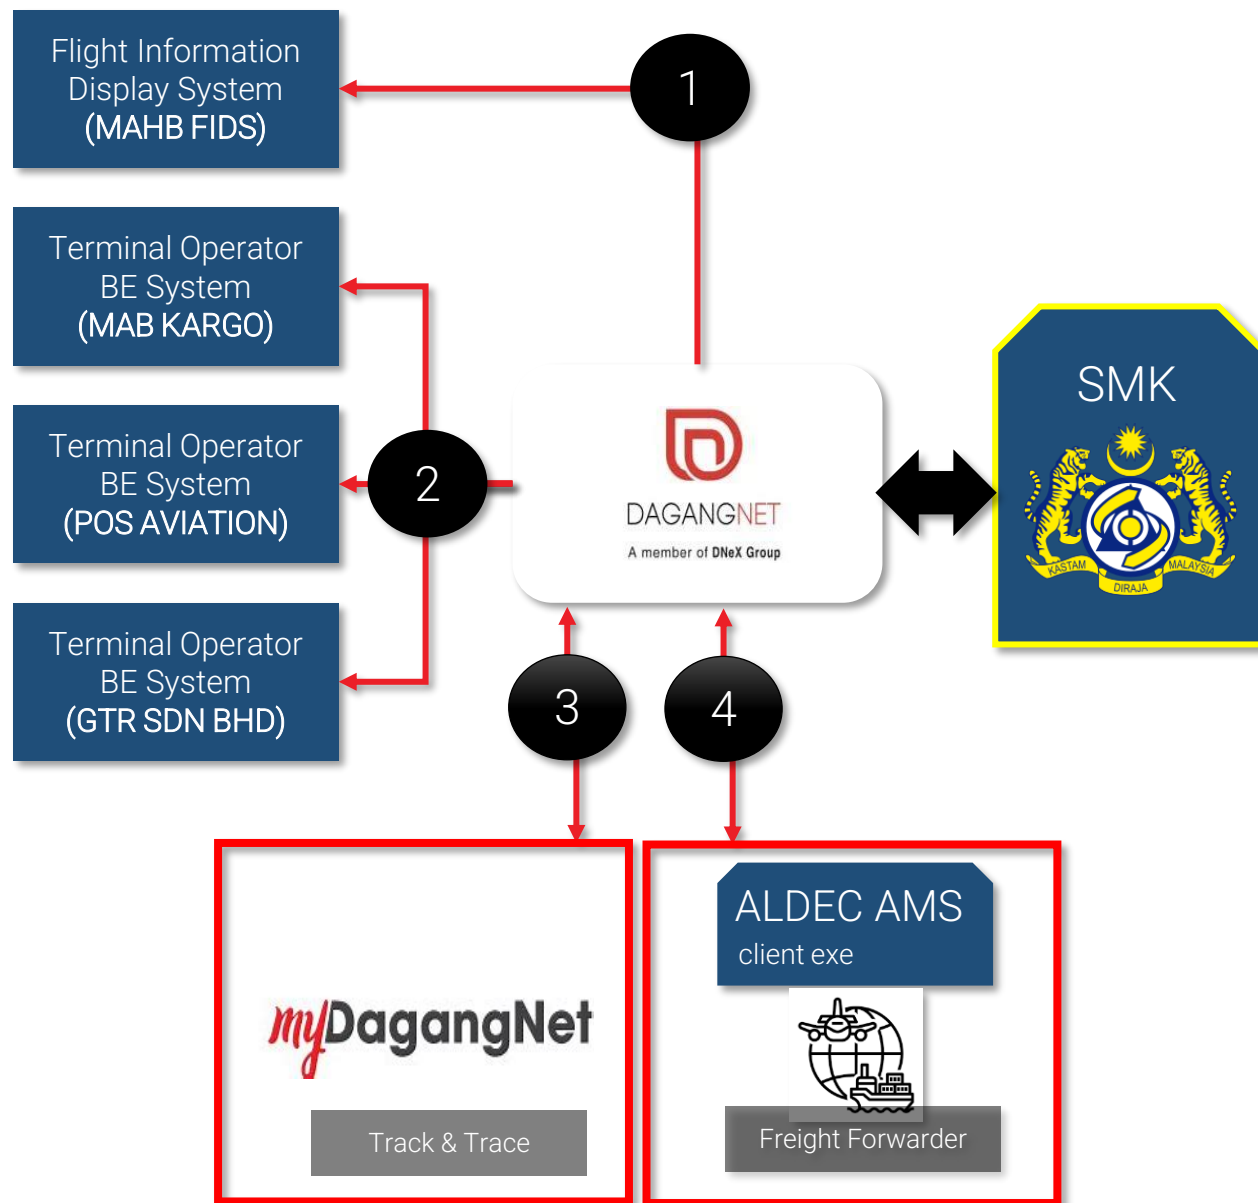 Flight Information
Display System
(MAHB FIDS)
1
Terminal Operator
BE System
(MAB KARGO)
Terminal Operator
BE System
(POS AVIATION)
2
Terminal Operator
BE System
(GTR SDN BHD)
DAGANGNET
A member of DNeX Group
SMK
KASTAM
DIRAJA
MALAYSIA
3
4
myDagangNet
Track & Trace
ALDEC AMS
client exe
Freight Forwarder